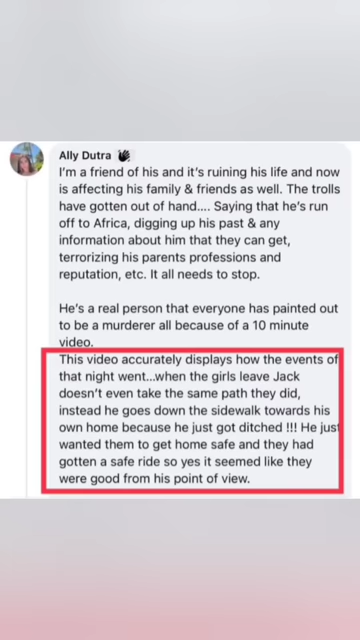 Ally Dutra 👋🏿
I'm a friend of his and it's ruining his life and now
is affecting his family & friends as well. The trolls
have gotten out of hand.... Saying that he's run
off to Africa, digging up his past & any
information about him that they can get,
terrorizing his parents professions and
reputation, etc. It all needs to stop.
He's a real person that everyone has painted out
to be a murderer all because of a 10 minute
video.
This video accurately displays how the events of
that night went...when the girls leave Jack
doesn't even take the same path they did,
instead he goes down the sidewalk towards his
own home because he just got ditched !!! He just
wanted them to get home safe and they had
gotten a safe ride so yes it seemed like they
were good from his point of view.